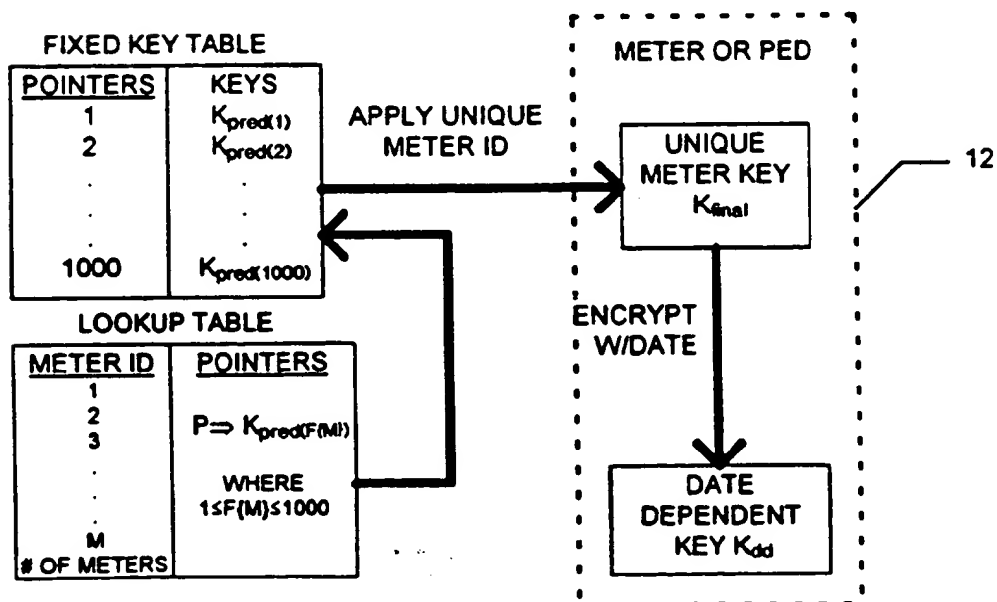 FIXED KEY TABLE
POINTERS KEYS
1 Kpred(1)
2 Kpred(2)
. .
. .
. .
1000 Kpred(1000)
LOOKUP TABLE
METER ID POINTERS
1
2
3
P⇒ Kpred(F{M})
.
.
.
WHERE
1≤F{M}≤1000
M
# OF METERS
APPLY UNIQUE
METER ID
METER OR PED
UNIQUE
METER KEY
Kfinal
12
ENCRYPT
W/DATE
DATE
DEPENDENT
KEY Kdd